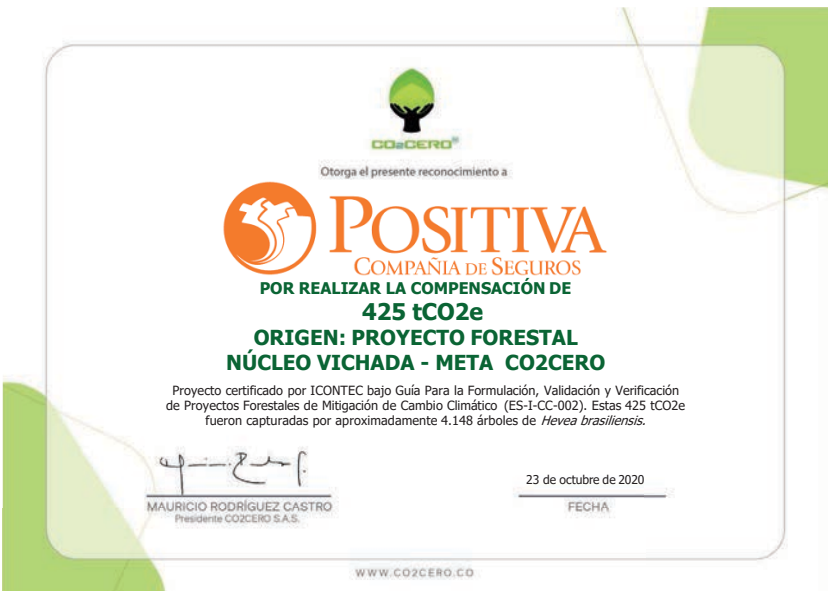 CO2CERO®
Otorga el presente reconocimiento a
POSITIVA
COMPAÑIA DE SEGUROS
POR REALIZAR LA COMPENSACIÓN DE
425 tCO2e
ORIGEN: PROYECTO FORESTAL
NÚCLEO VICHADA - META CO2CERO
Proyecto certificado por ICONTEC bajo Guía Para la Formulación, Validación y Verificación
de Proyectos Forestales de Mitigación de Cambio Climático (ES-I-CC-002). Estas 425 tCO2e
fueron capturadas por aproximadamente 4.148 árboles de Hevea brasiliensis.
23 de octubre de 2020
MAURICIO RODRÍGUEZ CASTRO
Presidente CO2CERO S.A.S.
FECHA
WWW.CO2CERO.CO